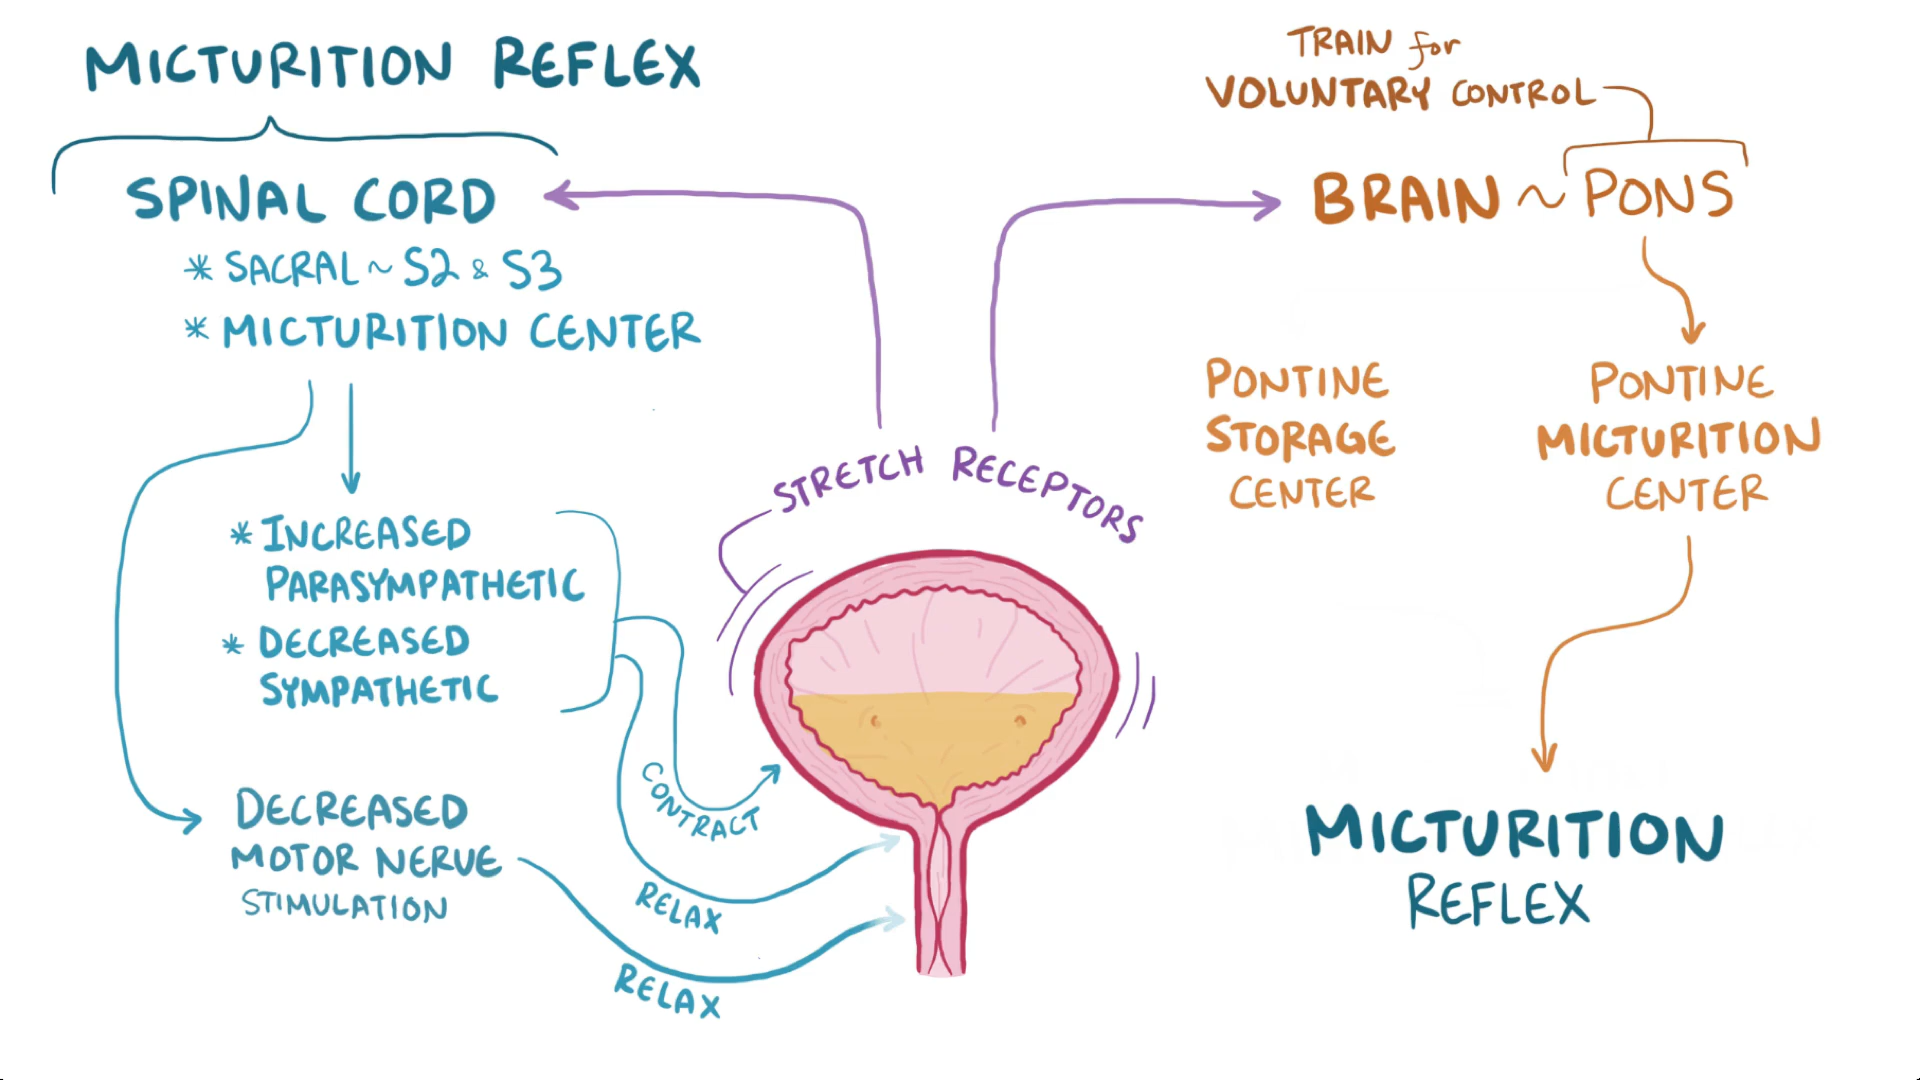 MICTURITION REFLEX
SPINAL CORD
* SACRAL ~ S2 & S3
* MICTURITION CENTER
* INCREASED
PARASYMPATHETIC
* DECREASED
SYMPATHETIC
DECREASED
MOTOR NERVE
STIMULATION
CONTRACT
RELAX
RELAX
STRETCH RECEPTORS
TRAIN for
VOLUNTARY CONTROL
BRAIN ~ PONS
PONTINE
STORAGE
CENTER
PONTINE
MICTURITION
CENTER
MICTURITION
REFLEX